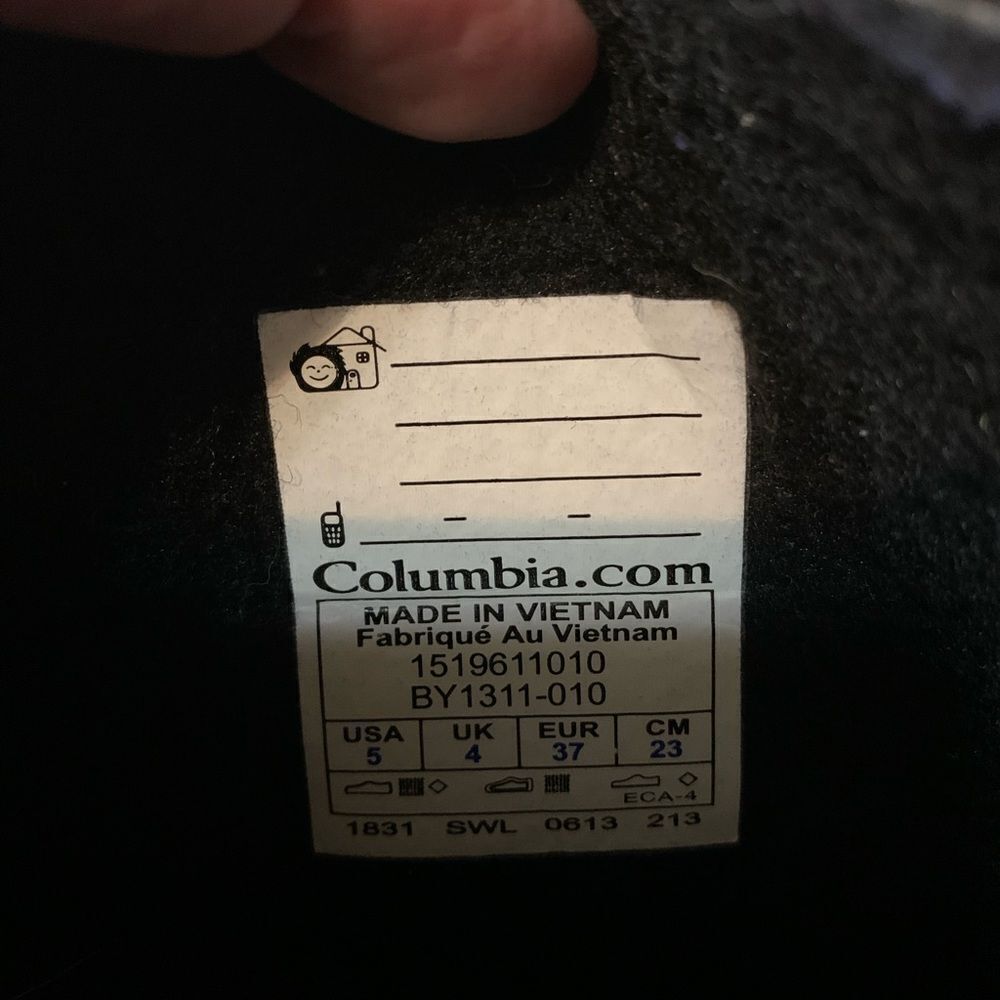 Columbia.com
MADE IN VIETNAM
Fabriqué Au Vietnam
1519611010
BY1311-010
USA UK EUR CM
5 4 37 23
ECA-4
1831 SWL 0613 213